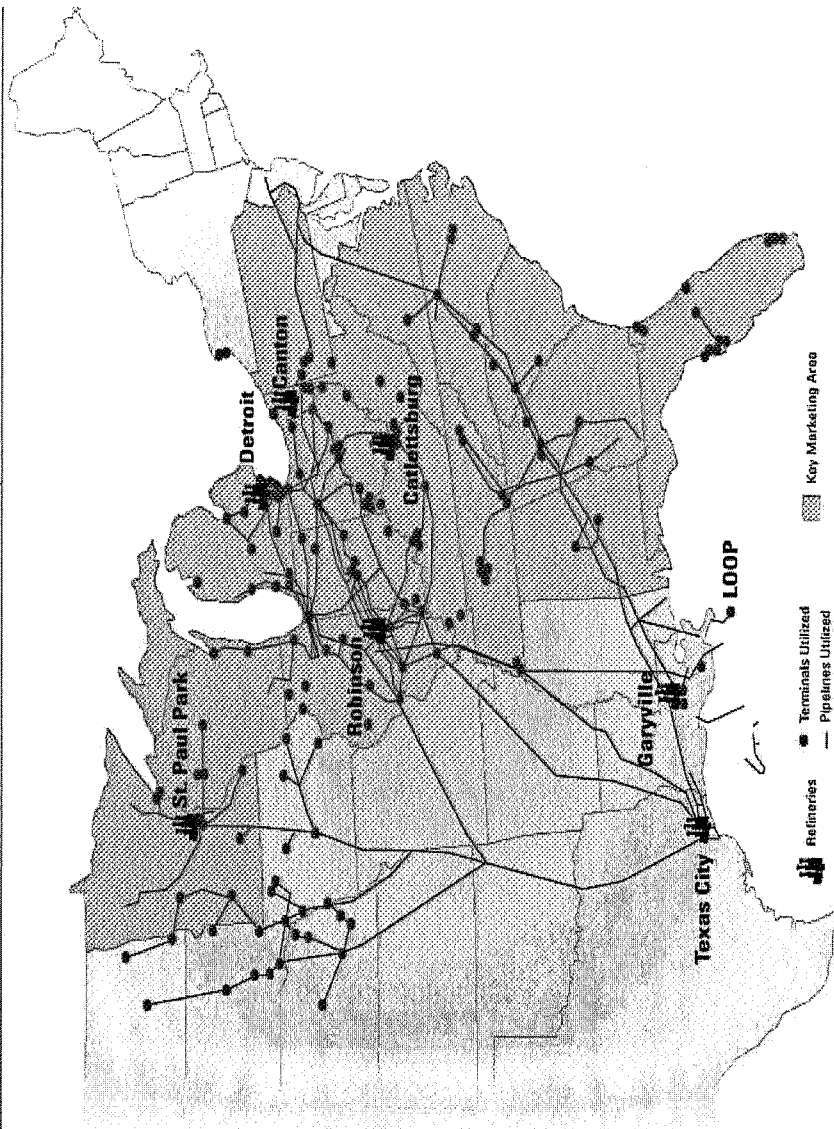 St. Paul Park
Detroit
Canton
Robinson
Catlettsburg
Garyville
LOOP
Texas City
Refineries
Terminals Utilized
Pipelines Utilized
Key Marketing Area